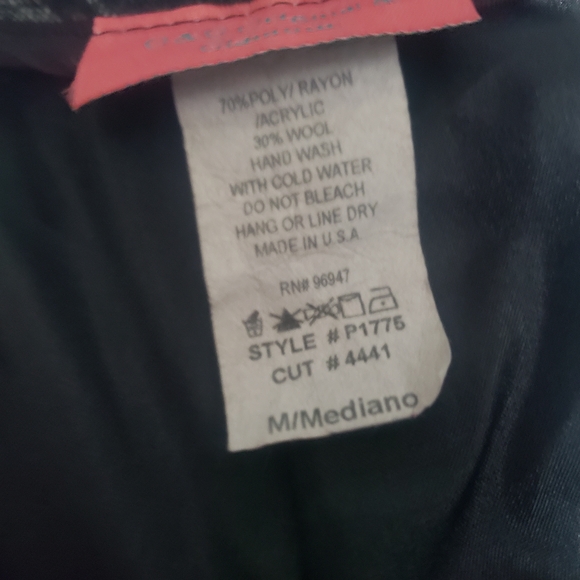 70%POLY/ RAYON
/ACRYLIC
30% WOOL
HAND WASH
WITH COLD WATER
DO NOT BLEACH
HANG OR LINE DRY
MADE IN U.S.A
RN# 96947
STYLE # P1775
CUT # 4441
M/Mediano